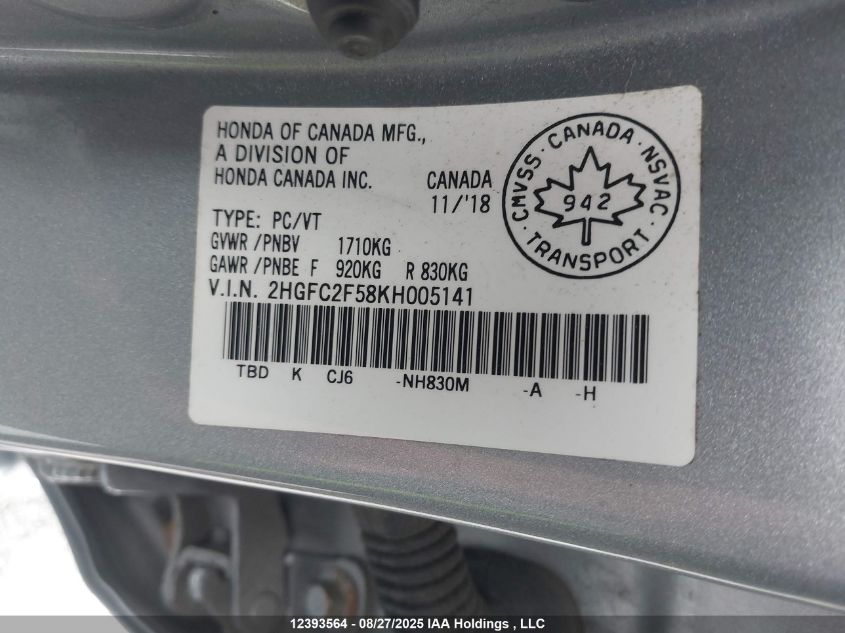 HONDA OF CANADA MFG.,
A DIVISION OF
HONDA CANADA INC.
CANADA
11/'18
CMVSS · CANADA · NSVAC
942
· TRANSPORT ·
TYPE: PC/VT
GVWR /PNBV 1710KG
GAWR /PNBE F 920KG R 830KG
V.I.N. 2HGFC2F58KH005141
TBD K CJ6 -NH830M -A -H
12393564 - 08/27/2025 IAA Holdings , LLC